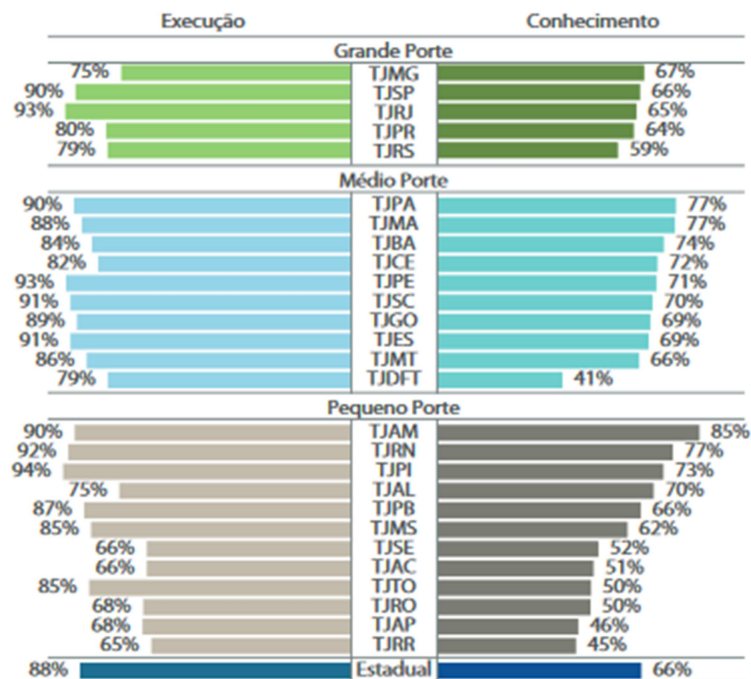 Execução Conhecimento
Grande Porte
75% TJMG 67%
90% TJSP 66%
93% TJRJ 65%
80% TJPR 64%
79% TJRS 59%
Médio Porte
90% TJPA 77%
88% TJMA 77%
84% TJBA 74%
82% TJCE 72%
93% TJPE 71%
91% TJSC 70%
89% TJGO 69%
91% TJES 69%
86% TJMT 66%
79% TJDFT 41%
Pequeno Porte
90% TJAM 85%
92% TJRN 77%
94% TJPI 73%
75% TJAL 70%
87% TJPB 66%
85% TJMS 62%
66% TJSE 52%
66% TJAC 51%
85% TJTO 50%
68% TJRO 50%
68% TJAP 46%
65% TJRR 45%
88% Estadual 66%